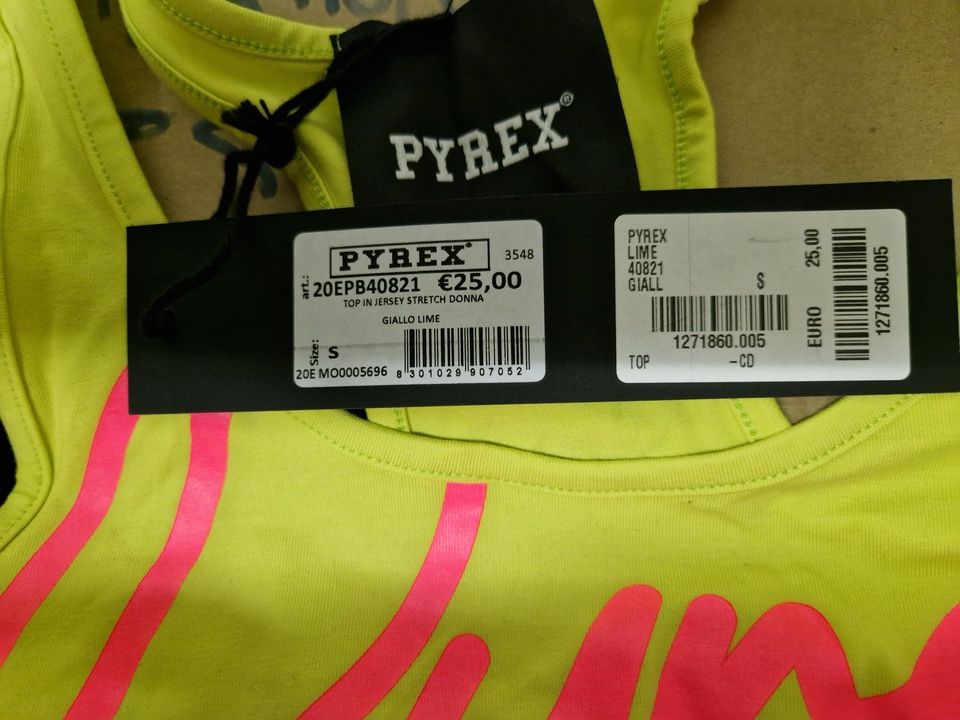 PYREX®
PYREX®
3548
art.: 20EPB40821 €25,00
TOP IN JERSEY STRETCH DONNA
GIALLO LIME
Size: S
20E MO0005696
8 301029 907052
PYREX
LIME
40821
GIALL S
1271860.005
TOP -CD
EURO 25,00
1271860.005